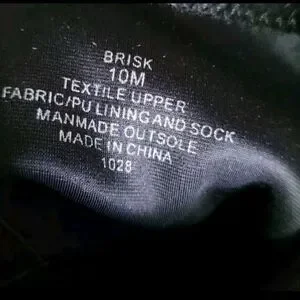 BRISK
10M
TEXTILE UPPER
FABRIC/PU LINING AND SOCK
MANMADE OUTSOLE
MADE IN CHINA
1028